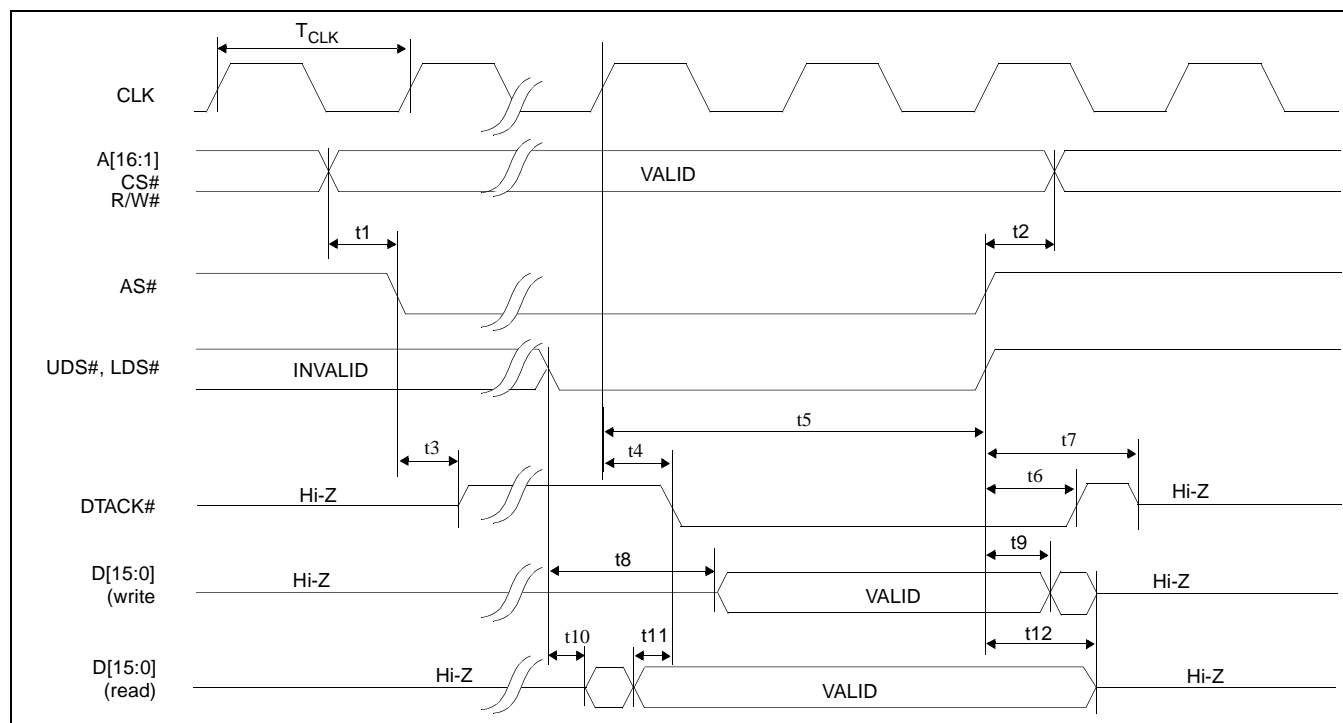 TCLK
CLK
A[16:1]
CS#
R/W#
VALID
t1
t2
AS#
UDS#, LDS#
INVALID
t5
t7
t3
t4
t6
DTACK#
Hi-Z
Hi-Z
t8
t9
D[15:0]
(write
Hi-Z
VALID
Hi-Z
t10
t11
t12
D[15:0]
(read)
Hi-Z
VALID
Hi-Z